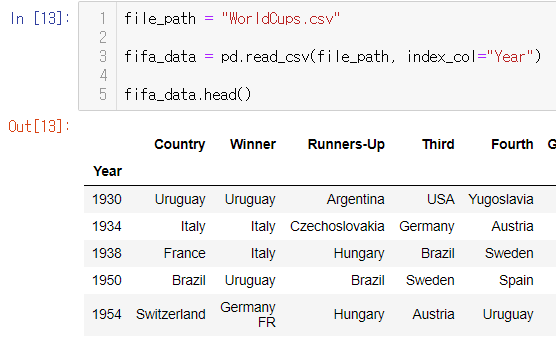 In [13]:
1 file_path = "WorldCups.csv"
2
3 fifa_data = pd.read_csv(file_path, index_col="Year")
4
5 fifa_data.head()
Out[13]:
Country Winner Runners-Up Third Fourth G
Year
1930 Uruguay Uruguay Argentina USA Yugoslavia
1934 Italy Italy Czechoslovakia Germany Austria
1938 France Italy Hungary Brazil Sweden
1950 Brazil Uruguay Brazil Sweden Spain
1954 Switzerland Germany FR Hungary Austria Uruguay